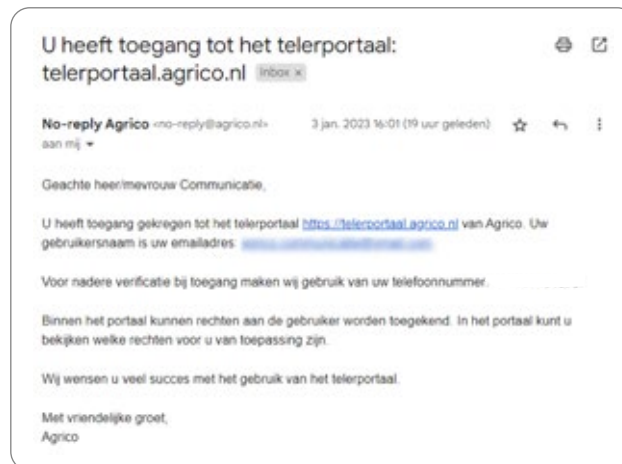 U heeft toegang tot het telerportaal:
telerportaal.agrico.nl Inbox x
No-reply Agrico <no-reply@agrico.nl> 3 jan. 2023 16:01 (19 uur geleden)
aan mij
Geachte heer/mevrouw Communicatie,
U heeft toegang gekregen tot het telerportaal https://telerportaal.agrico.nl van Agrico. Uw
gebruikersnaam is uw emailadres:
Voor nadere verificatie bij toegang maken wij gebruik van uw telefoonnummer.
Binnen het portaal kunnen rechten aan de gebruiker worden toegekend. In het portaal kunt u
bekijken welke rechten voor u van toepassing zijn.
Wij wensen u veel succes met het gebruik van het telerportaal.
Met vriendelijke groet,
Agrico